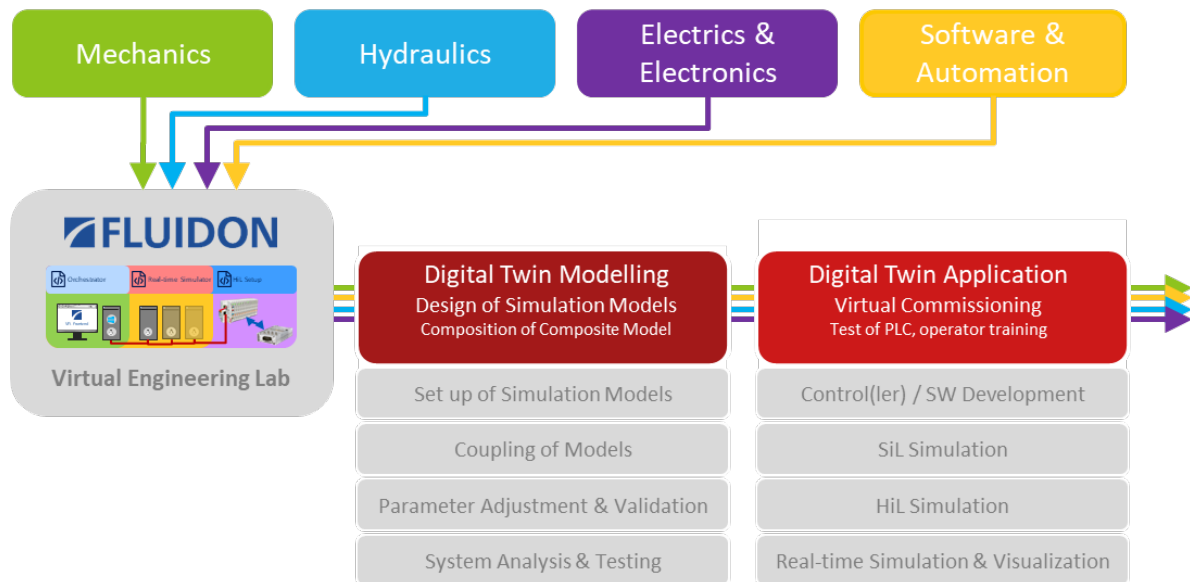 Mechanics
Hydraulics
Electrics &
Electronics
Software &
Automation
FLUIDON
Orchestrator
Real-time Simulator
HiL Setup
Virtual Engineering Lab
Digital Twin Modelling
Design of Simulation Models
Composition of Composite Model
Set up of Simulation Models
Coupling of Models
Parameter Adjustment & Validation
System Analysis & Testing
Digital Twin Application
Virtual Commissioning
Test of PLC, operator training
Control(ler) / SW Development
SiL Simulation
HiL Simulation
Real-time Simulation & Visualization